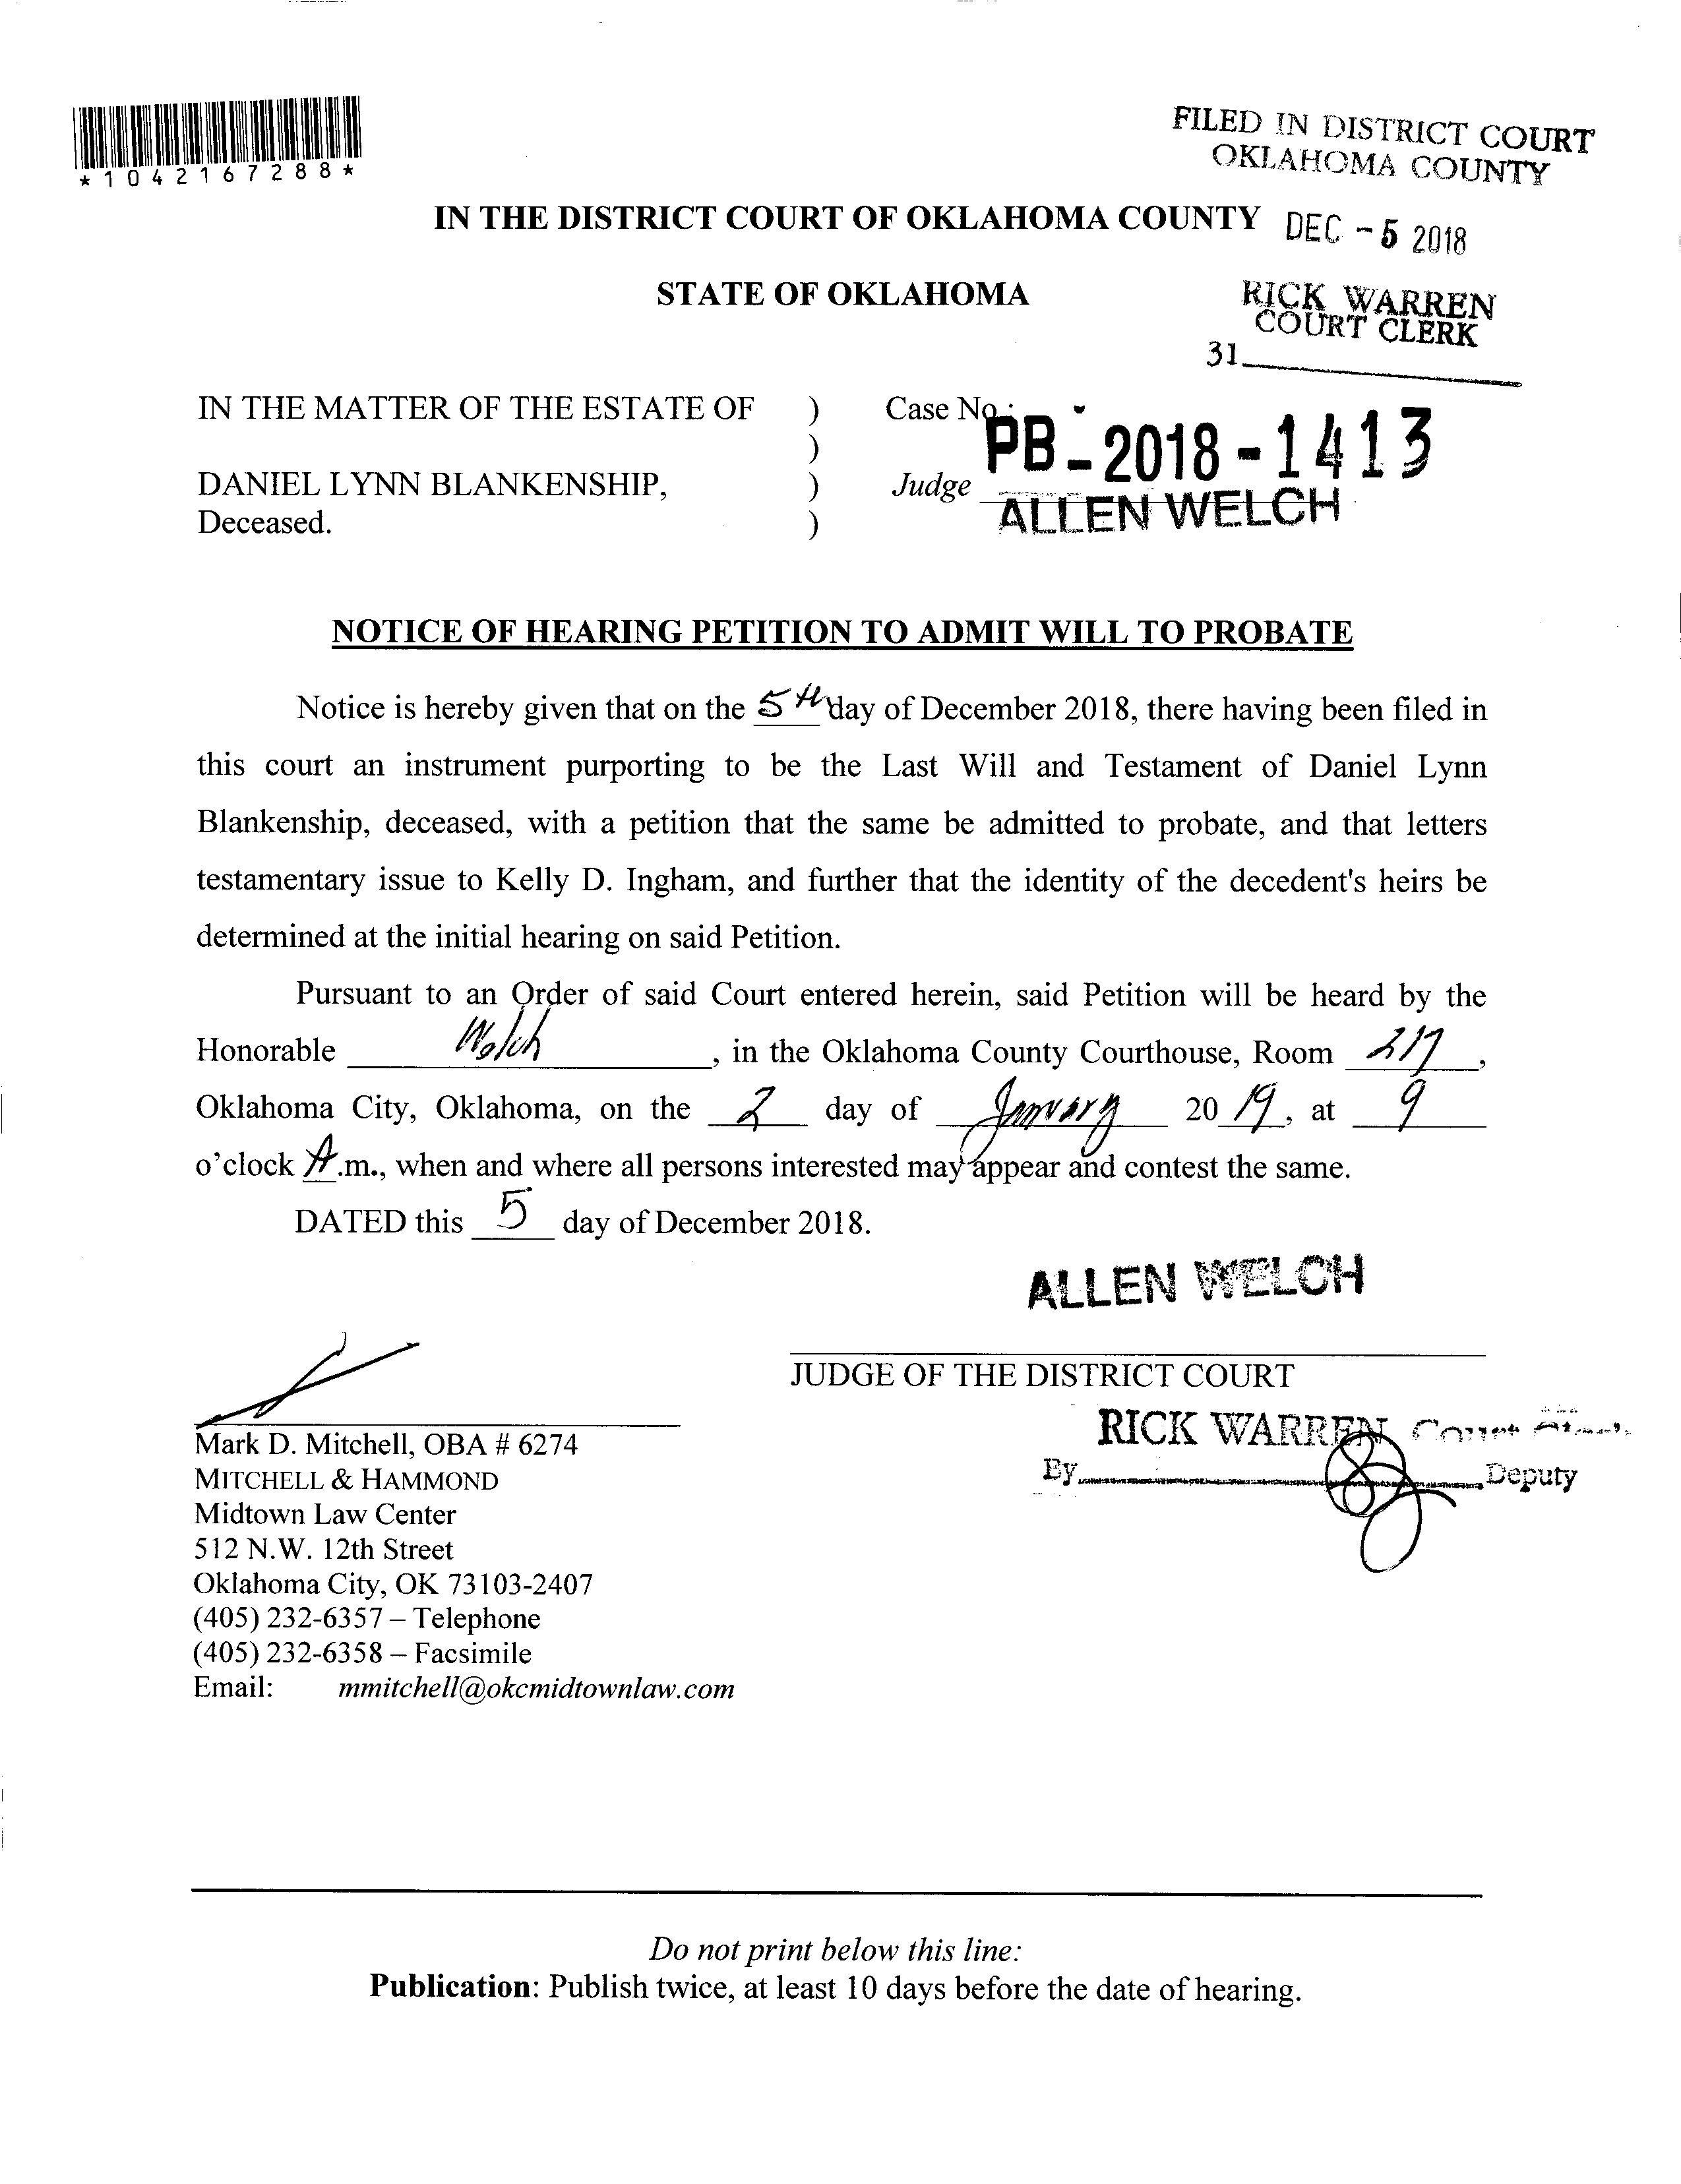 *1042167288*
FILED IN DISTRICT COURT
OKLAHOMA COUNTY
IN THE DISTRICT COURT OF OKLAHOMA COUNTY
DEC - 5 2018
STATE OF OKLAHOMA
RICK WARREN
COURT CLERK
31
IN THE MATTER OF THE ESTATE OF ) Case No.: PB - 2018 - 1413
)
DANIEL LYNN BLANKENSHIP, ) Judge ALLEN WELCH
Deceased. )
NOTICE OF HEARING PETITION TO ADMIT WILL TO PROBATE
Notice is hereby given that on the 5th day of December 2018, there having been filed in
this court an instrument purporting to be the Last Will and Testament of Daniel Lynn
Blankenship, deceased, with a petition that the same be admitted to probate, and that letters
testamentary issue to Kelly D. Ingham, and further that the identity of the decedent's heirs be
determined at the initial hearing on said Petition.
Pursuant to an Order of said Court entered herein, said Petition will be heard by the
Honorable Welch, in the Oklahoma County Courthouse, Room 217,
Oklahoma City, Oklahoma, on the 2 day of January 2019, at 9
o'clock A.m., when and where all persons interested may appear and contest the same.
DATED this 5 day of December 2018.
ALLEN WELCH
JUDGE OF THE DISTRICT COURT
RICK WARREN, Court Clerk
By Deputy
Mark D. Mitchell, OBA # 6274
MITCHELL & HAMMOND
Midtown Law Center
512 N.W. 12th Street
Oklahoma City, OK 73103-2407
(405) 232-6357 – Telephone
(405) 232-6358 – Facsimile
Email: mmitchell@okcmidtownlaw.com
Do not print below this line:
Publication: Publish twice, at least 10 days before the date of hearing.